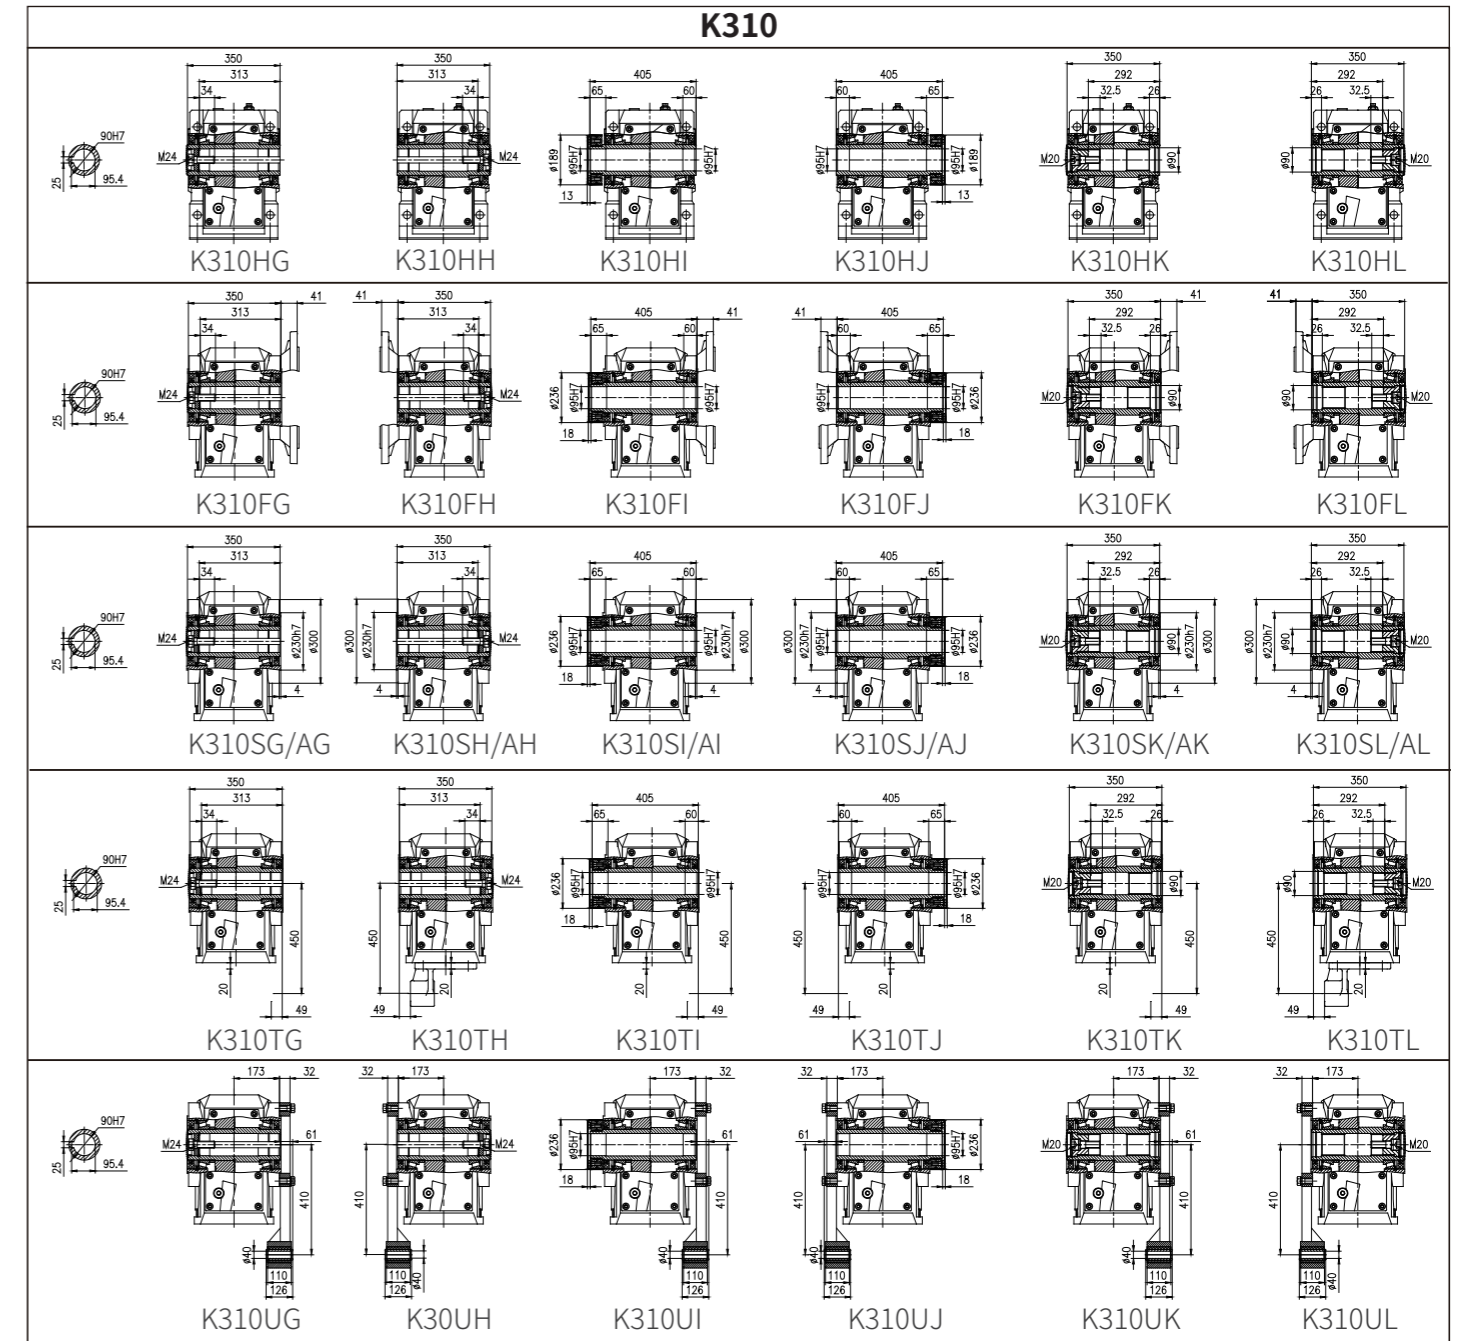 K310
350 350 405 405 350 350
313 313 65 60 60 65 292 292
34 34 32.5 26 26 32.5
90H7 M24 M24 ø189 ø95H7 ø95H7 ø95H7 ø95H7 ø189 M20 ø90 ø90 M20
25 95.4 13 13
K310HG K310HH K310HI K310HJ K310HK K310HL
350 41 41 350 405 41 41 405 350 41 41 350
313 313 65 60 60 65 292 292
34 34 32.5 26 26 32.5
90H7 M24 M24 ø236 ø95H7 ø95H7 ø95H7 ø95H7 ø236 M20 ø90 ø90 M20
25 95.4 18 18
K310FG K310FH K310FI K310FJ K310FK K310FL
350 350 405 405 350 350
313 313 65 60 60 65 292 292
34 34 32.5 26 26 32.5
90H7 M24 ø230h7 ø300 ø300 ø230h7 M24 ø236 ø95H7 ø95H7 ø230h7 ø300 ø300 ø230h7 ø95H7 ø95H7 ø236 M20 ø90 ø230h7 ø300 ø300 ø230h7 ø90 M20
25 95.4 4 4 18 4 4 18 4 4
K310SG/AG K310SH/AH K310SI/AI K310SJ/AJ K310SK/AK K310SL/AL
350 350 405 405 350 350
313 313 65 60 60 65 292 292
34 34 32.5 26 26 32.5
90H7 M24 M24 ø236 ø95H7 ø95H7 ø95H7 ø95H7 ø236 M20 ø90 ø90 M20
25 95.4 18 18
450 450 450 450 450 450
20 20 20 20 20 20
49 49 49 49 49 49
K310TG K310TH K310TI K310TJ K310TK K310TL
173 32 32 173 173 32 32 173 173 32 32 173
90H7 M24 61 M24 ø236 ø95H7 61 61 ø95H7 ø236 M20 61 M20
25 95.4 18 18
410 410 410 410 410 410
ø40 ø40 ø40 ø40 ø40 ø40
110 110 110 110 110 110
126 126 126 126 126 126
K310UG K30UH K310UI K310UJ K310UK K310UL